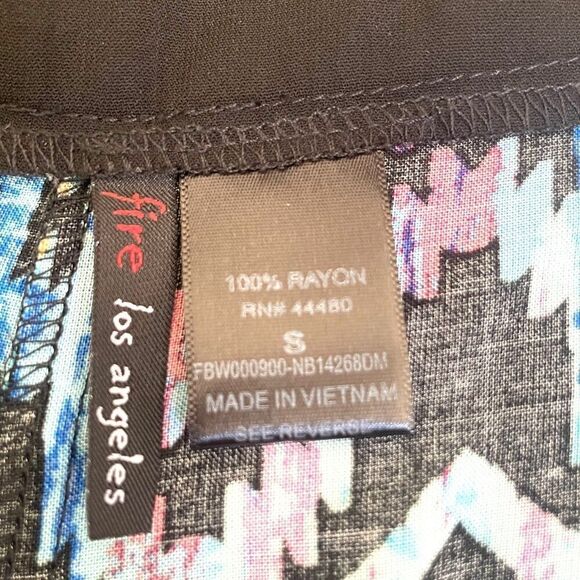 fire los angeles
100% RAYON
RN# 44480
S
FBW000900-NB14268DM
MADE IN VIETNAM
SEE REVERSE